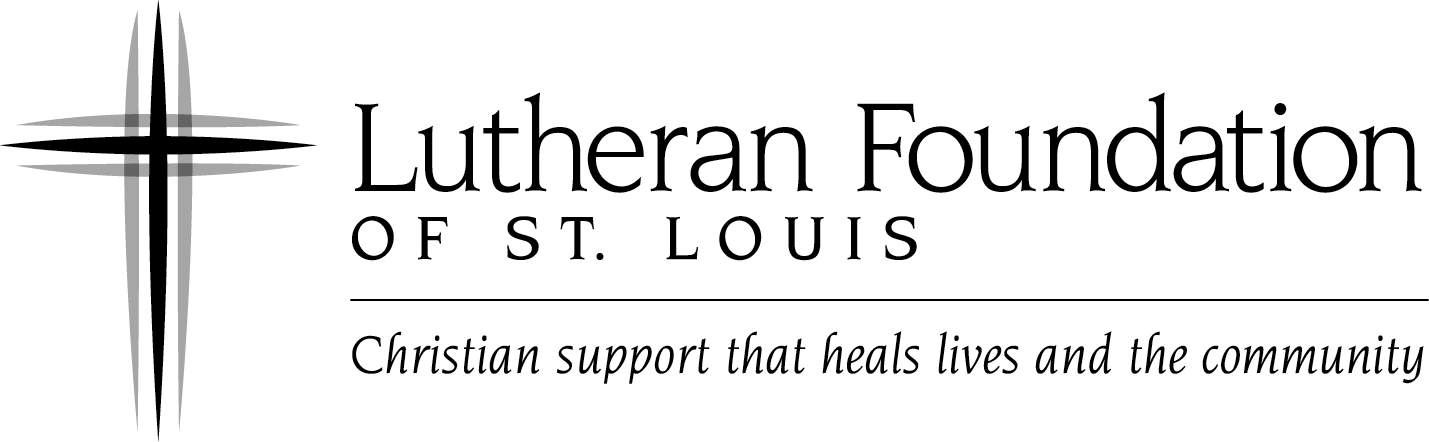 Lutheran Foundation
OF ST. LOUIS
Christian support that heals lives and the community